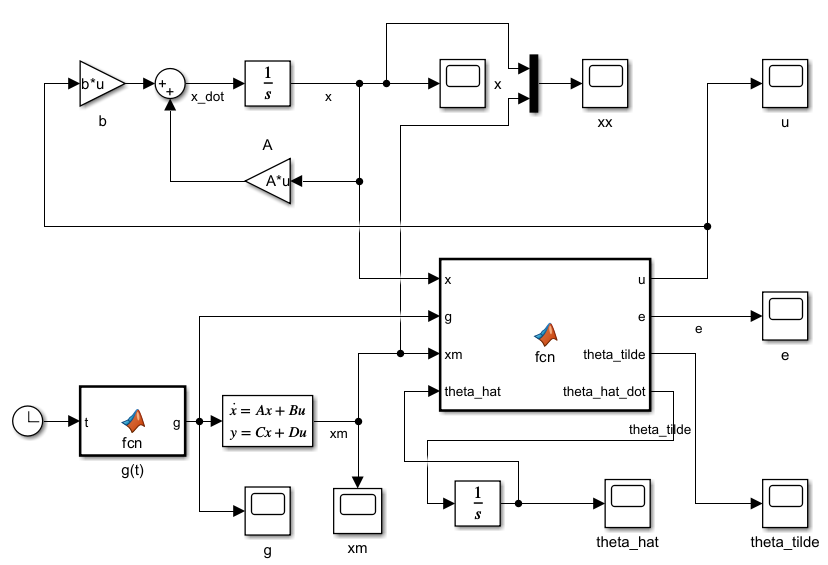 b*u
b
+
+
x_dot
1
s
x
x
xx
u
A
A*u
x
g
xm
theta_hat
fcn
u
e
theta_tilde
theta_hat_dot
e
e
t
fcn
g
g(t)
ẋ = Ax + Bu
y = Cx + Du
xm
theta_tilde
g
xm
1
s
theta_hat
theta_tilde